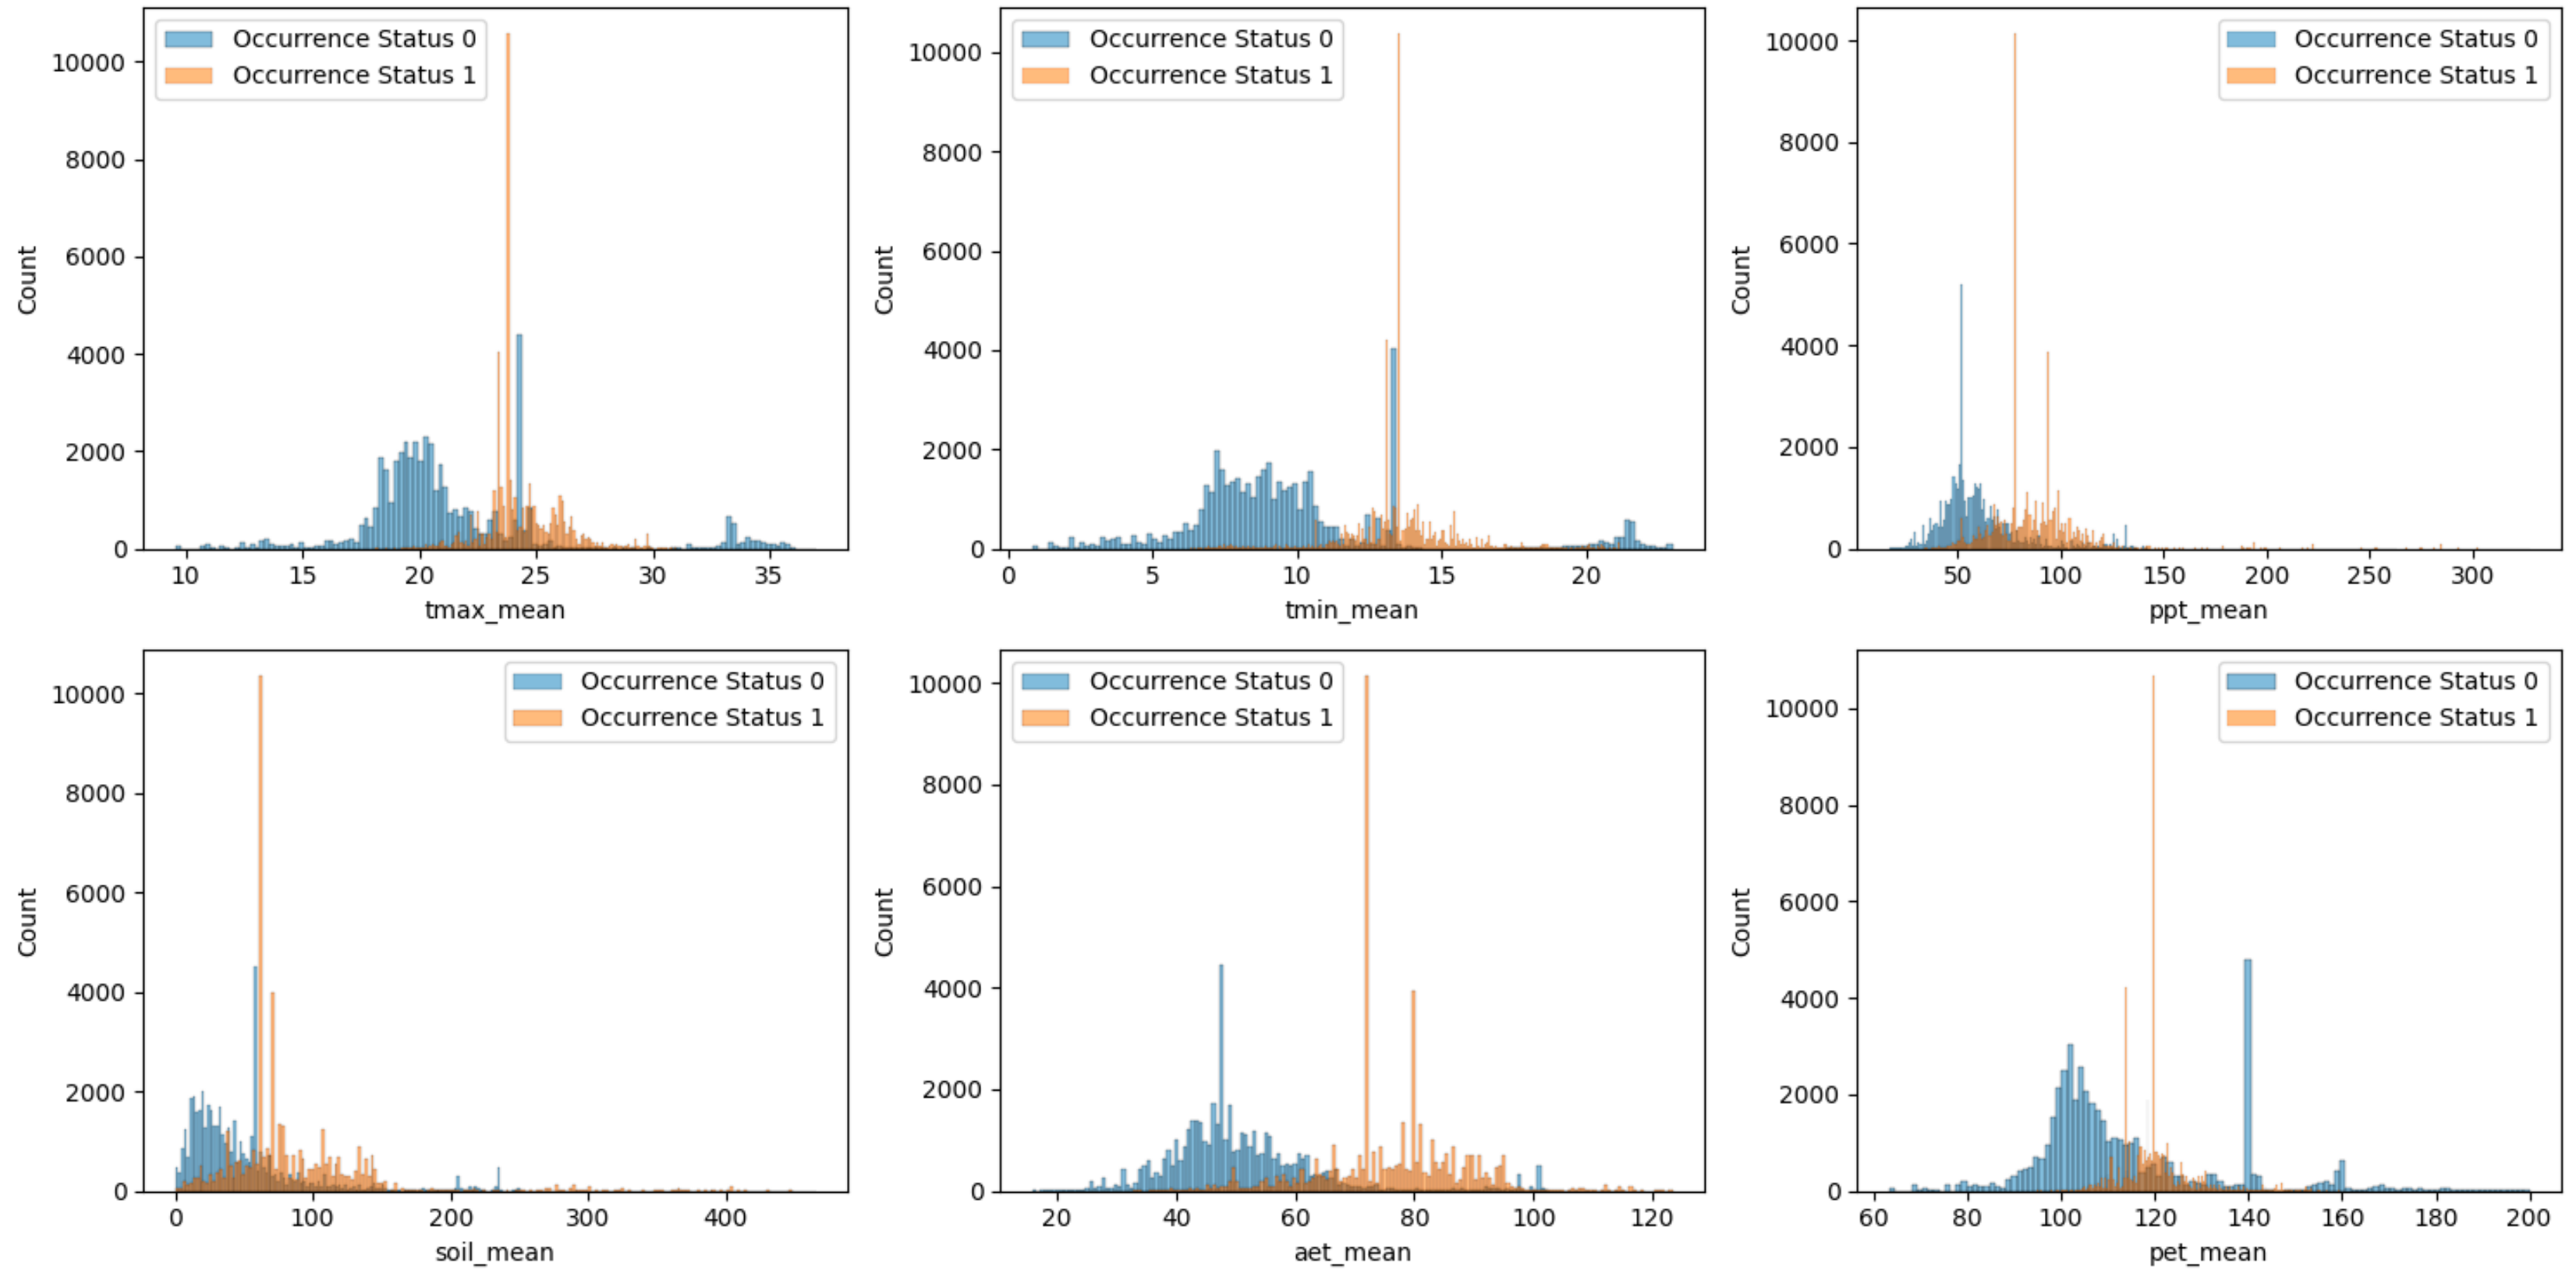 Occurrence Status 0
Occurrence Status 1
Count
10000
8000
6000
4000
2000
0
10 15 20 25 30 35
tmax_mean
Occurrence Status 0
Occurrence Status 1
Count
10000
8000
6000
4000
2000
0
0 5 10 15 20
tmin_mean
Occurrence Status 0
Occurrence Status 1
Count
10000
8000
6000
4000
2000
0
50 100 150 200 250 300
ppt_mean
Occurrence Status 0
Occurrence Status 1
Count
10000
8000
6000
4000
2000
0
0 100 200 300 400
soil_mean
Occurrence Status 0
Occurrence Status 1
Count
10000
8000
6000
4000
2000
0
20 40 60 80 100 120
aet_mean
Occurrence Status 0
Occurrence Status 1
Count
10000
8000
6000
4000
2000
0
60 80 100 120 140 160 180 200
pet_mean